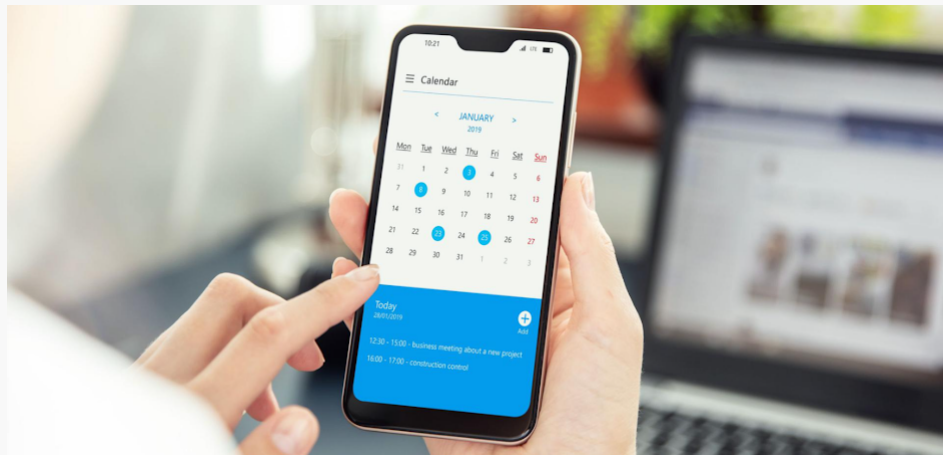 10:21 LTE
Calendar
< JANUARY >
2019
Mon Tue Wed Thu Fri Sat Sun
31 1 2 3 4 5 6
7 8 9 10 11 12 13
14 15 16 17 18 19 20
21 22 23 24 25 26 27
28 29 30 31 1 2 3
Today
28/01/2019
Add
12:30 - 15:00 - business meeting about a new project
16:00 - 17:00 - construction control